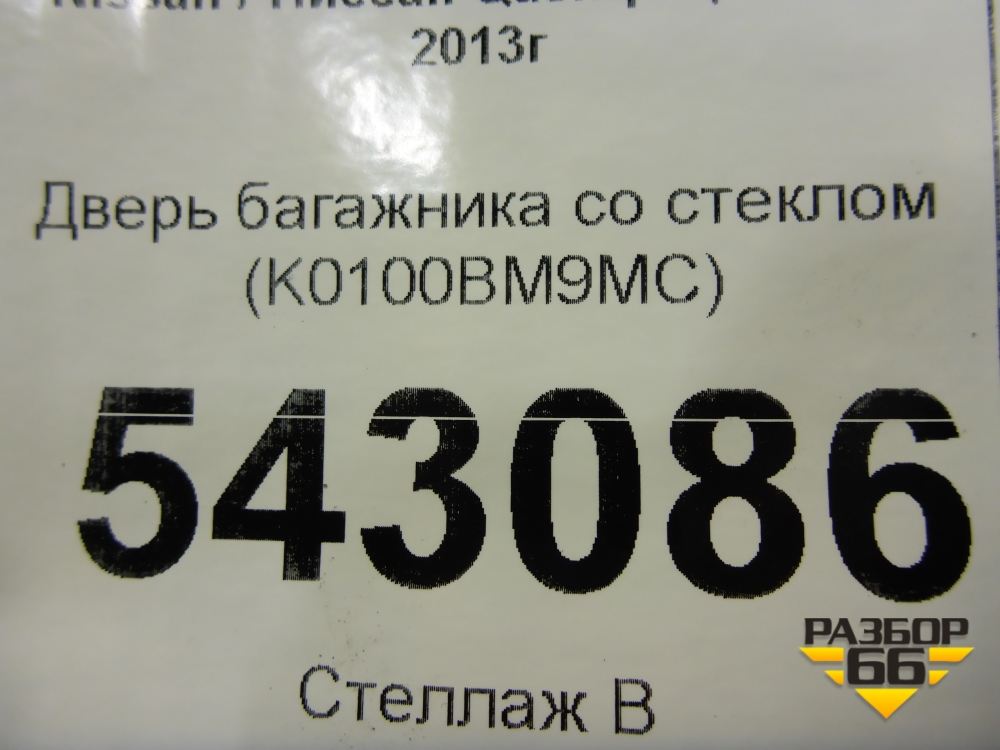 2013г
Дверь багажника со стеклом
(K0100BM9MC)
543086
РАЗБОР
66
Стеллаж В